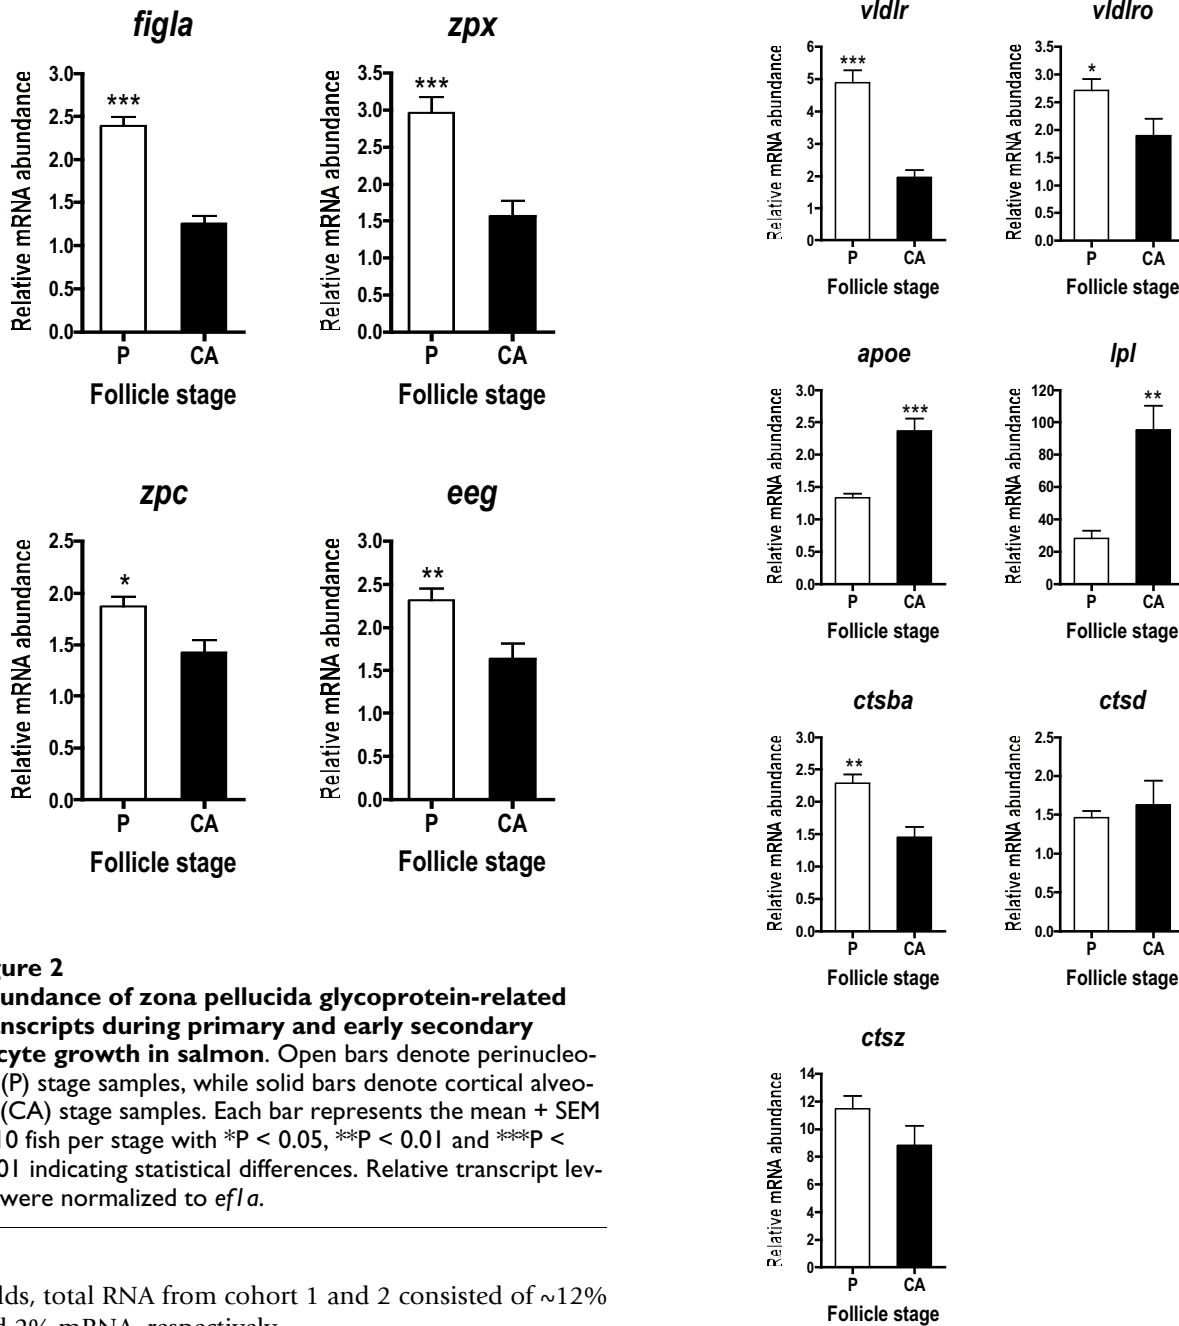 figla
Relative mRNA abundance
3.0
2.5
2.0
1.5
1.0
0.5
0.0
***
P CA
Follicle stage
zpx
Relative mRNA abundance
3.5
3.0
2.5
2.0
1.5
1.0
0.5
0.0
***
P CA
Follicle stage
zpc
Relative mRNA abundance
2.5
2.0
1.5
1.0
0.5
0.0
*
P CA
Follicle stage
eeg
Relative mRNA abundance
3.0
2.5
2.0
1.5
1.0
0.5
0.0
**
P CA
Follicle stage
gure 2
undance of zona pellucida glycoprotein-related
nscripts during primary and early secondary
cyte growth in salmon. Open bars denote perinucleo-
(P) stage samples, while solid bars denote cortical alveo-
(CA) stage samples. Each bar represents the mean + SEM
10 fish per stage with *P < 0.05, **P < 0.01 and ***P <
01 indicating statistical differences. Relative transcript lev-
were normalized to ef1a.
lds, total RNA from cohort 1 and 2 consisted of ~12%
d 2% mRNA, respectively
vldlr
Relative mRNA abundance
6
5
4
3
2
1
0
***
P CA
Follicle stage
vldlro
Relative mRNA abundance
3.5
3.0
2.5
2.0
1.5
1.0
0.5
0.0
*
P CA
Follicle stage
apoe
Relative mRNA abundance
3.0
2.5
2.0
1.5
1.0
0.5
0.0
***
P CA
Follicle stage
lpl
Relative mRNA abundance
120
100
80
60
40
20
0
**
P CA
Follicle stage
ctsba
Relative mRNA abundance
3.0
2.5
2.0
1.5
1.0
0.5
0.0
**
P CA
Follicle stage
ctsd
Relative mRNA abundance
2.5
2.0
1.5
1.0
0.5
0.0
P CA
Follicle stage
ctsz
Relative mRNA abundance
14
12
10
8
6
4
2
0
P CA
Follicle stage